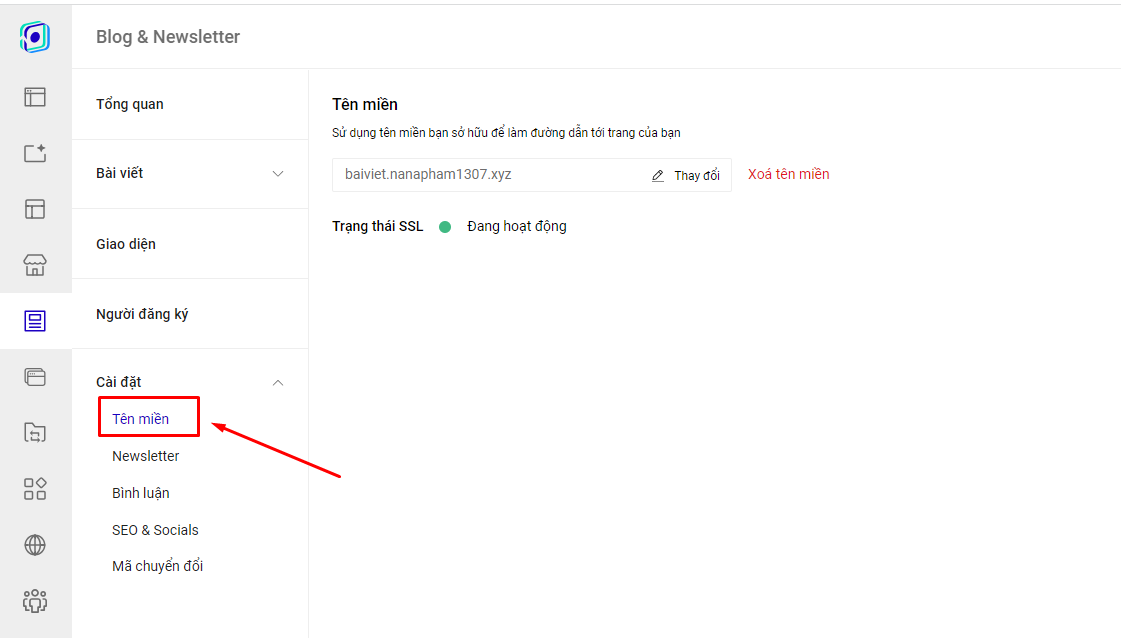 Blog & Newsletter
Tổng quan
Bài viết
Giao diện
Người đăng ký
Cài đặt
Tên miền
Newsletter
Bình luận
SEO & Socials
Mã chuyển đổi
Tên miền
Sử dụng tên miền bạn sở hữu để làm đường dẫn tới trang của bạn
baiviet.nanapham1307.xyz Thay đổi Xoá tên miền
Trạng thái SSL Đang hoạt động